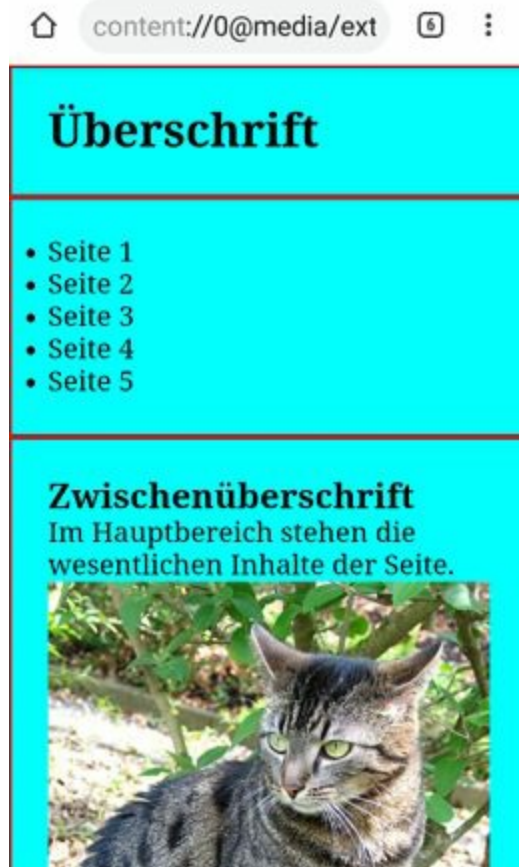 content://0@media/ext
6
Überschrift
Seite 1
Seite 2
Seite 3
Seite 4
Seite 5
Zwischenüberschrift
Im Hauptbereich stehen die
wesentlichen Inhalte der Seite.